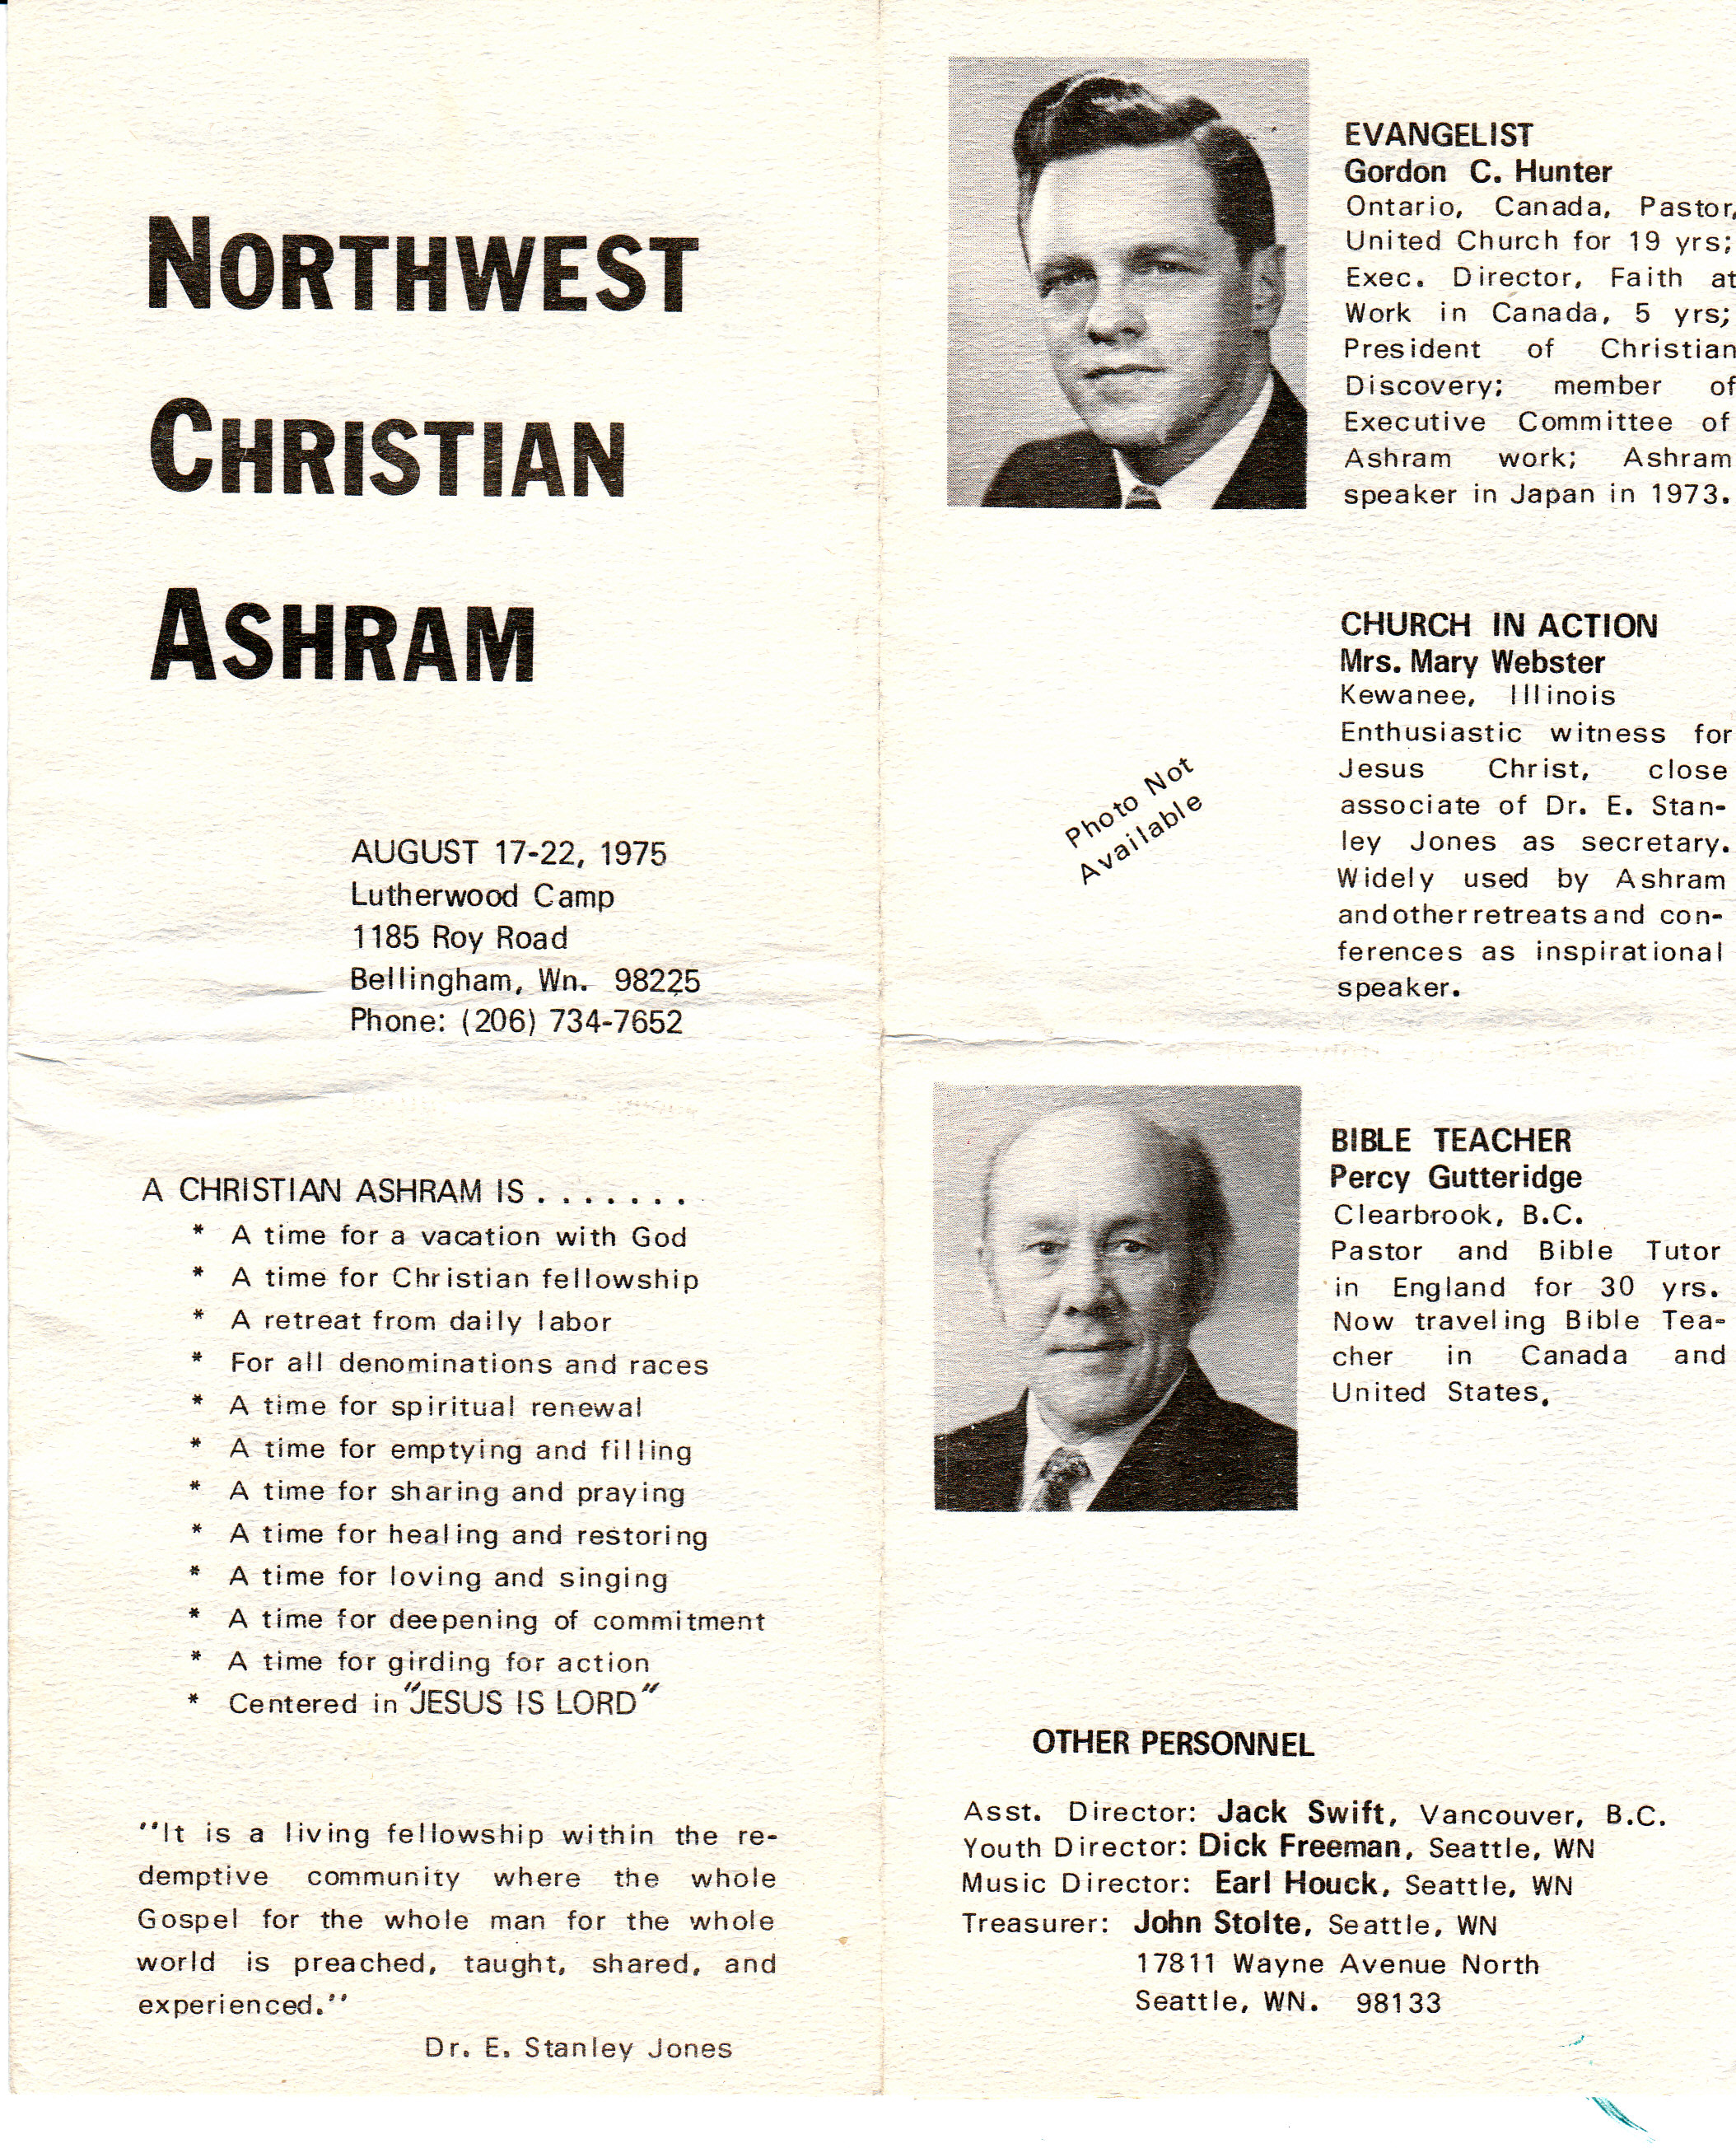 NORTHWEST
CHRISTIAN
ASHRAM
AUGUST 17-22, 1975
Lutherwood Camp
1185 Roy Road
Bellingham, Wn. 98225
Phone: (206) 734-7652
A CHRISTIAN ASHRAM IS . . . . . . .
* A time for a vacation with God
* A time for Christian fellowship
* A retreat from daily labor
* For all denominations and races
* A time for spiritual renewal
* A time for emptying and filling
* A time for sharing and praying
* A time for healing and restoring
* A time for loving and singing
* A time for deepening of commitment
* A time for girding for action
* Centered in "JESUS IS LORD"
"It is a living fellowship within the re-
demptive community where the whole
Gospel for the whole man for the whole
world is preached, taught, shared, and
experienced."
Dr. E. Stanley Jones
EVANGELIST
Gordon C. Hunter
Ontario, Canada, Pastor,
United Church for 19 yrs;
Exec. Director, Faith at
Work in Canada, 5 yrs;
President of Christian
Discovery; member of
Executive Committee of
Ashram work; Ashram
speaker in Japan in 1973.
Photo Not
Available
CHURCH IN ACTION
Mrs. Mary Webster
Kewanee, Illinois
Enthusiastic witness for
Jesus Christ, close
associate of Dr. E. Stan-
ley Jones as secretary.
Widely used by Ashram
and other retreats and con-
ferences as inspirational
speaker.
BIBLE TEACHER
Percy Gutteridge
Clearbrook, B.C.
Pastor and Bible Tutor
in England for 30 yrs.
Now traveling Bible Tea-
cher in Canada and
United States.
OTHER PERSONNEL
Asst. Director: Jack Swift, Vancouver, B.C.
Youth Director: Dick Freeman, Seattle, WN
Music Director: Earl Houck, Seattle, WN
Treasurer: John Stolte, Seattle, WN
17811 Wayne Avenue North
Seattle, WN. 98133